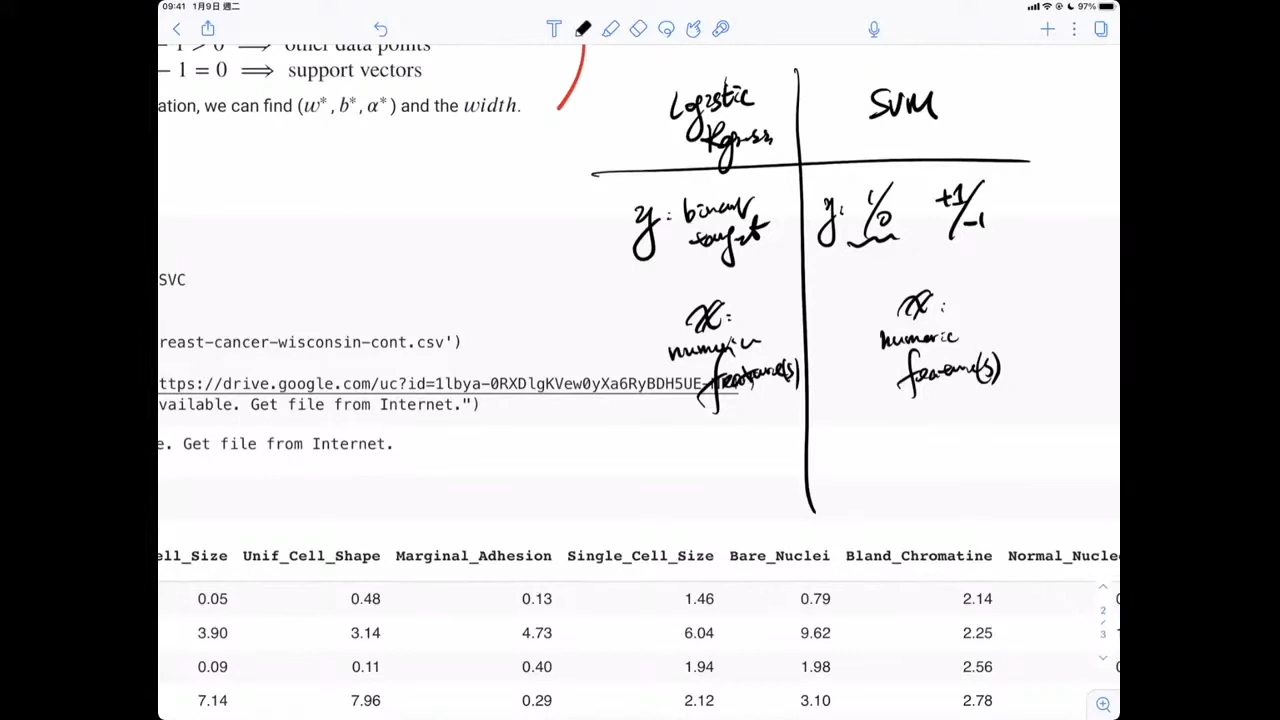 09:41 1月9日 週二
97%
− 1 > 0 ⟹ other data points
− 1 = 0 ⟹ support vectors
ation, we can find (w*, b*, α*) and the width.
Logistic
Rgress
SVM
y: binary
target
y: 1/0 +1/-1
x:
numeric
feature(s)
x:
numeric
feature(s)
SVC
reast-cancer-wisconsin-cont.csv')
ttps://drive.google.com/uc?id=1lbya-0RXDlgKVew0yXa6RyBDH5UE-
vailable. Get file from Internet.")
e. Get file from Internet.
ell_Size Unif_Cell_Shape Marginal_Adhesion Single_Cell_Size Bare_Nuclei Bland_Chromatine Normal_Nucle
0.05 0.48 0.13 1.46 0.79 2.14
3.90 3.14 4.73 6.04 9.62 2.25
0.09 0.11 0.40 1.94 1.98 2.56
7.14 7.96 0.29 2.12 3.10 2.78
2
/
3